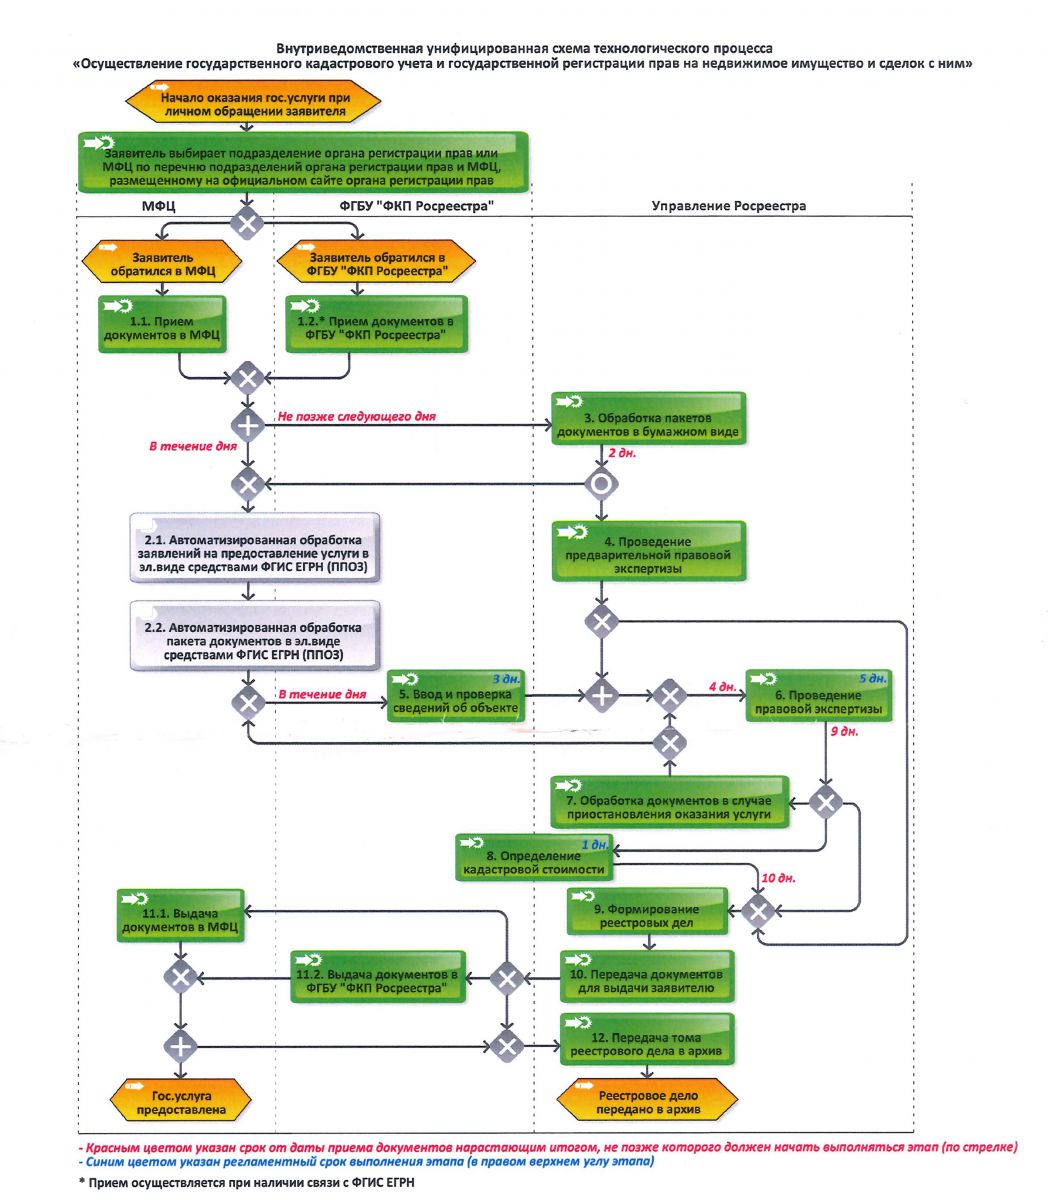 Внутриведомственная унифицированная схема технологического процесса
«Осуществление государственного кадастрового учета и государственной регистрации прав на недвижимое имущество и сделок с ним»
Начало оказания гос.услуги при
личном обращении заявителя
Заявитель выбирает подразделение органа регистрации прав или
МФЦ по перечню подразделений органа регистрации прав и МФЦ,
размещенному на официальном сайте органа регистрации прав
МФЦ
ФГБУ "ФКП Росреестра"
Управление Росреестра
Заявитель
обратился в МФЦ
Заявитель обратился в
ФГБУ "ФКП Росреестра"
1.1. Прием
документов в МФЦ
1.2.* Прием документов в
ФГБУ "ФКП Росреестра"
Не позже следующего дня
В течение дня
3. Обработка пакетов
документов в бумажном виде
2 дн.
2.1. Автоматизированная обработка
заявлений на предоставление услуги в
эл.виде средствами ФГИС ЕГРН (ППОЗ)
4. Проведение
предварительной правовой
экспертизы
2.2. Автоматизированная обработка
пакета документов в эл.виде
средствами ФГИС ЕГРН (ППОЗ)
В течение дня
3 дн.
5. Ввод и проверка
сведений об объекте
4 дн.
5 дн.
6. Проведение
правовой экспертизы
9 дн.
7. Обработка документов в случае
приостановления оказания услуги
1 дн.
8. Определение
кадастровой стоимости
10 дн.
11.1. Выдача
документов в МФЦ
9. Формирование
реестровых дел
11.2. Выдача документов в
ФГБУ "ФКП Росреестра"
10. Передача документов
для выдачи заявителю
12. Передача тома
реестрового дела в архив
Гос.услуга
предоставлена
Реестровое дело
передано в архив
- Красным цветом указан срок от даты приема документов нарастающим итогом, не позже которого должен начать выполняться этап (по стрелке)
- Синим цветом указан регламентный срок выполнения этапа (в правом верхнем углу этапа)
* Прием осуществляется при наличии связи с ФГИС ЕГРН